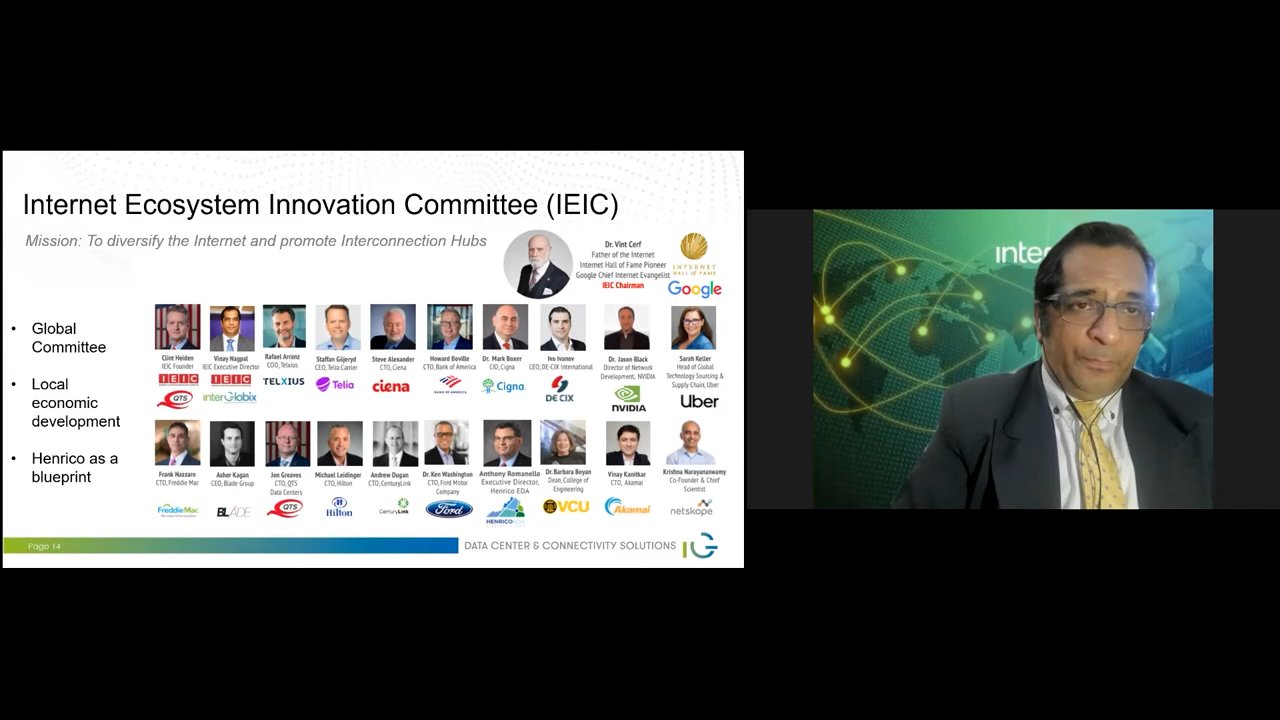 Internet Ecosystem Innovation Committee (IEIC)
Mission: To diversify the Internet and promote Interconnection Hubs
Dr. Vint Cerf
Father of the Internet
Internet Hall of Fame Pioneer
Google Chief Internet Evangelist
IEIC Chairman
INTERNET
HALL of FAME
Google
• Global
Committee
• Local
economic
development
• Henrico as a
blueprint
Clint Heiden
IEIC Founder
IEIC
QTS
Vinay Nagpal
IEIC Executive Director
IEIC
interGlobix
Rafael Arranz
COO, Telxius
TELXIUS
Staffan Göjeryd
CEO, Telia Carrier
Telia
Steve Alexander
CTO, Ciena
ciena
Howard Boville
CTO, Bank of America
BANK OF AMERICA
Dr. Mark Boxer
CIO, Cigna
Cigna
Ivo Ivanov
CEO, DE-CIX International
DE CIX
Dr. Jason Black
Director of Network
Development, NVIDIA
NVIDIA
Sarah Keller
Head of Global
Technology Sourcing &
Supply Chain, Uber
Uber
Frank Nazzaro
CTO, Freddie Mac
Freddie Mac
Asher Kagan
CEO, Blade Group
BLADE
Jon Greaves
CTO, QTS
Data Centers
QTS
Michael Leidinger
CTO, Hilton
Hilton
Andrew Dugan
CTO, CenturyLink
CenturyLink
Dr. Ken Washington
CTO, Ford Motor
Company
Ford
Anthony Romanello
Executive Director,
Henrico EDA
HENRICO EDA
Dr. Barbara Boyan
Dean, College of
Engineering
VCU
Vinay Kanitkar
CTO, Akamai
Akamai
Krishna Narayanaswamy
Co-Founder & Chief
Scientist
netskope
Page 14
DATA CENTER & CONNECTIVITY SOLUTIONS
IG
inter